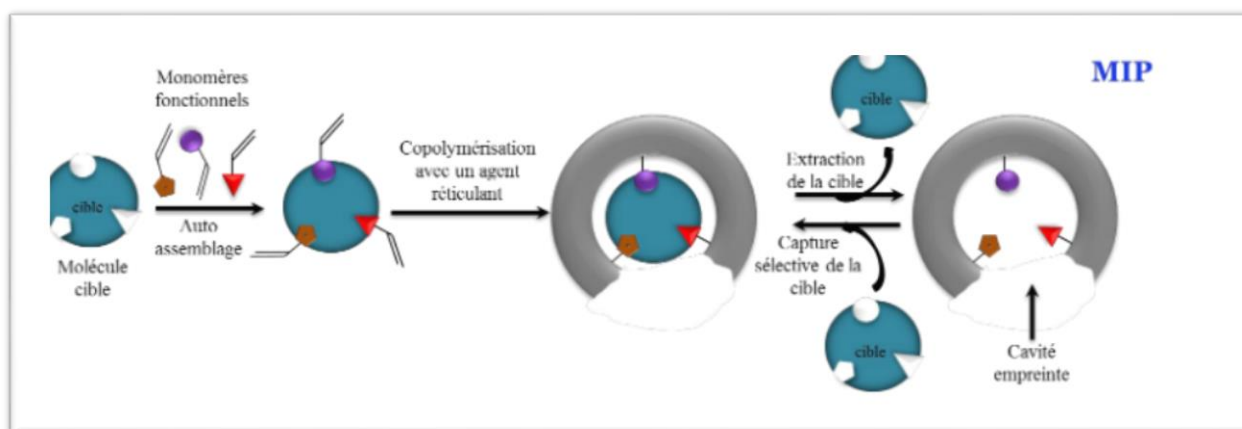 MIP
Monomères
fonctionnels
cible
Auto
assemblage
Molécule
cible
Copolymérisation
avec un agent
réticulant
cible
Extraction
de la cible
Capture
sélective de la
cible
cible
Cavité
empreinte